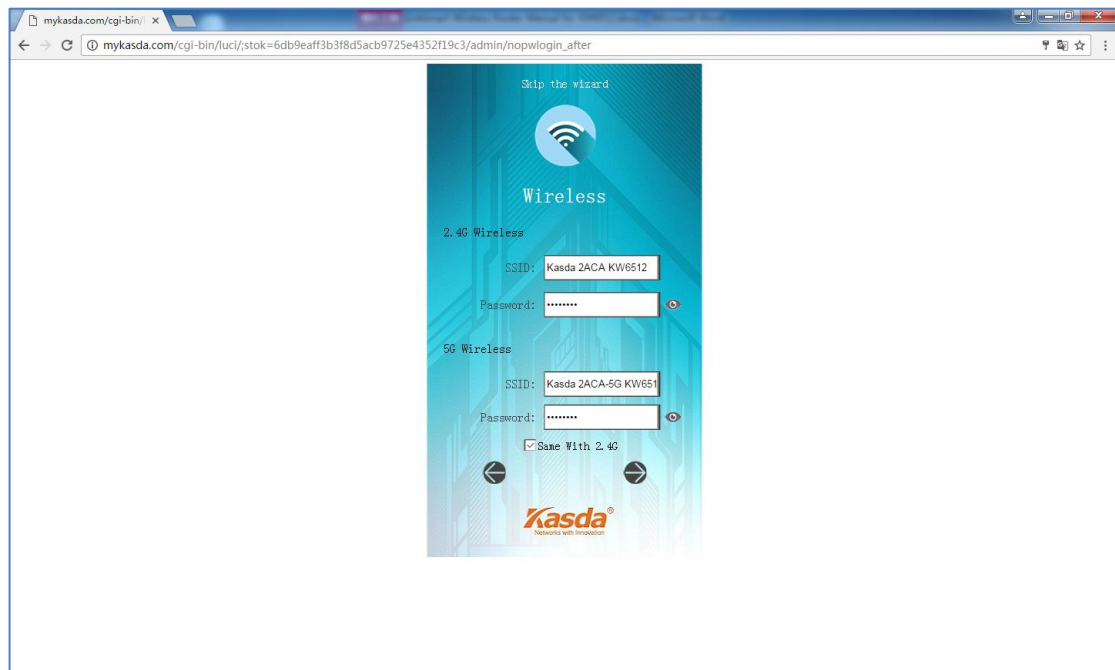 mykasda.com/cgi-bin/l
mykasda.com/cgi-bin/luci/;stok=6db9eaff3b3f8d5acb9725e4352f19c3/admin/nopwlogin_after
Skip the wizard
Wireless
2.4G Wireless
SSID: Kasda 2ACA KW6512
Password: ••••••••
5G Wireless
SSID: Kasda 2ACA-5G KW651
Password: ••••••••
Same With 2.4G
Kasda®
Networks with Innovation